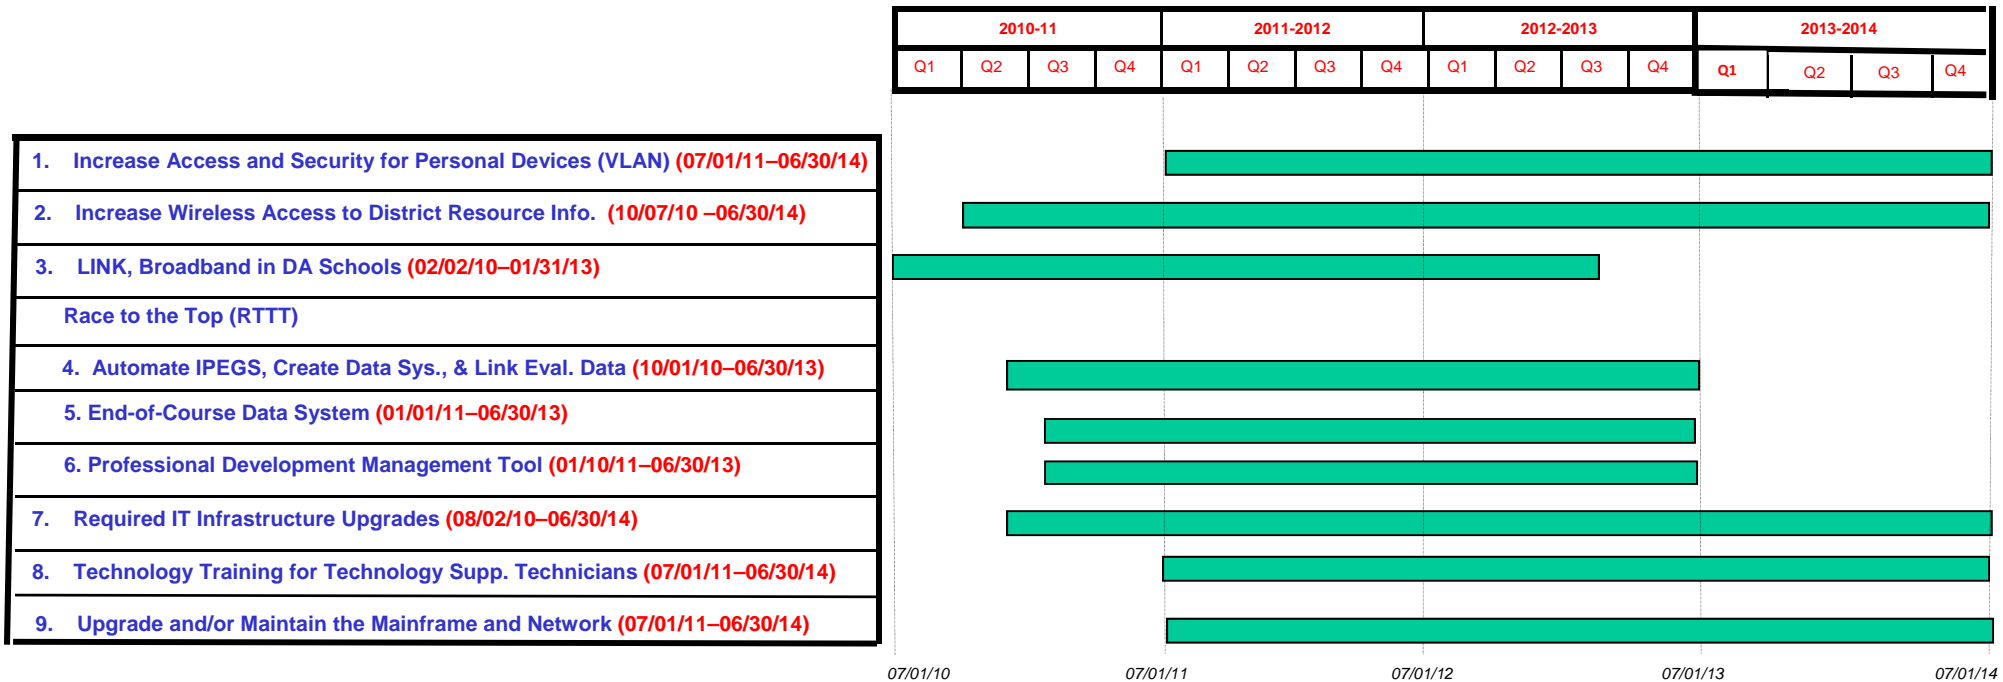 2010-11 2011-2012 2012-2013 2013-2014
Q1 Q2 Q3 Q4 Q1 Q2 Q3 Q4 Q1 Q2 Q3 Q4 Q1 Q2 Q3 Q4
1. Increase Access and Security for Personal Devices (VLAN) (07/01/11–06/30/14)
2. Increase Wireless Access to District Resource Info. (10/07/10 –06/30/14)
3. LINK, Broadband in DA Schools (02/02/10–01/31/13)
Race to the Top (RTTT)
4. Automate IPEGS, Create Data Sys., & Link Eval. Data (10/01/10–06/30/13)
5. End-of-Course Data System (01/01/11–06/30/13)
6. Professional Development Management Tool (01/10/11–06/30/13)
7. Required IT Infrastructure Upgrades (08/02/10–06/30/14)
8. Technology Training for Technology Supp. Technicians (07/01/11–06/30/14)
9. Upgrade and/or Maintain the Mainframe and Network (07/01/11–06/30/14)
07/01/10 07/01/11 07/01/12 07/01/13 07/01/14